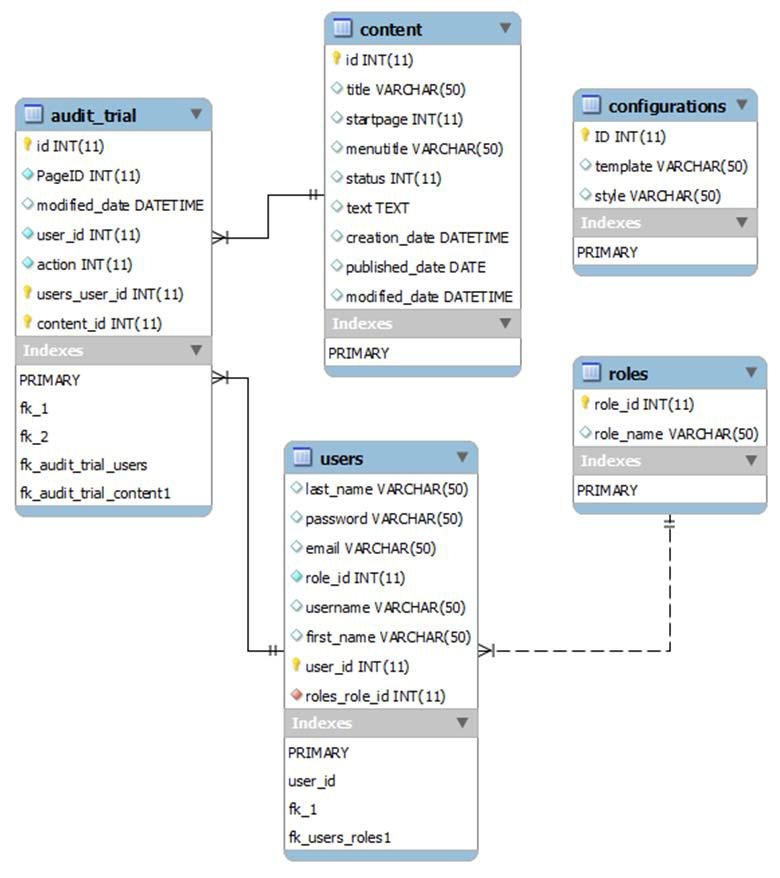 content
id INT(11)
title VARCHAR(50)
startpage INT(11)
menutitle VARCHAR(50)
status INT(11)
text TEXT
creation_date DATETIME
published_date DATE
modified_date DATETIME
Indexes
PRIMARY
audit_trial
id INT(11)
PageID INT(11)
modified_date DATETIME
user_id INT(11)
action INT(11)
users_user_id INT(11)
content_id INT(11)
Indexes
PRIMARY
fk_1
fk_2
fk_audit_trial_users
fk_audit_trial_content1
configurations
ID INT(11)
template VARCHAR(50)
style VARCHAR(50)
Indexes
PRIMARY
roles
role_id INT(11)
role_name VARCHAR(50)
Indexes
PRIMARY
users
last_name VARCHAR(50)
password VARCHAR(50)
email VARCHAR(50)
role_id INT(11)
username VARCHAR(50)
first_name VARCHAR(50)
user_id INT(11)
roles_role_id INT(11)
Indexes
PRIMARY
user_id
fk_1
fk_users_roles1